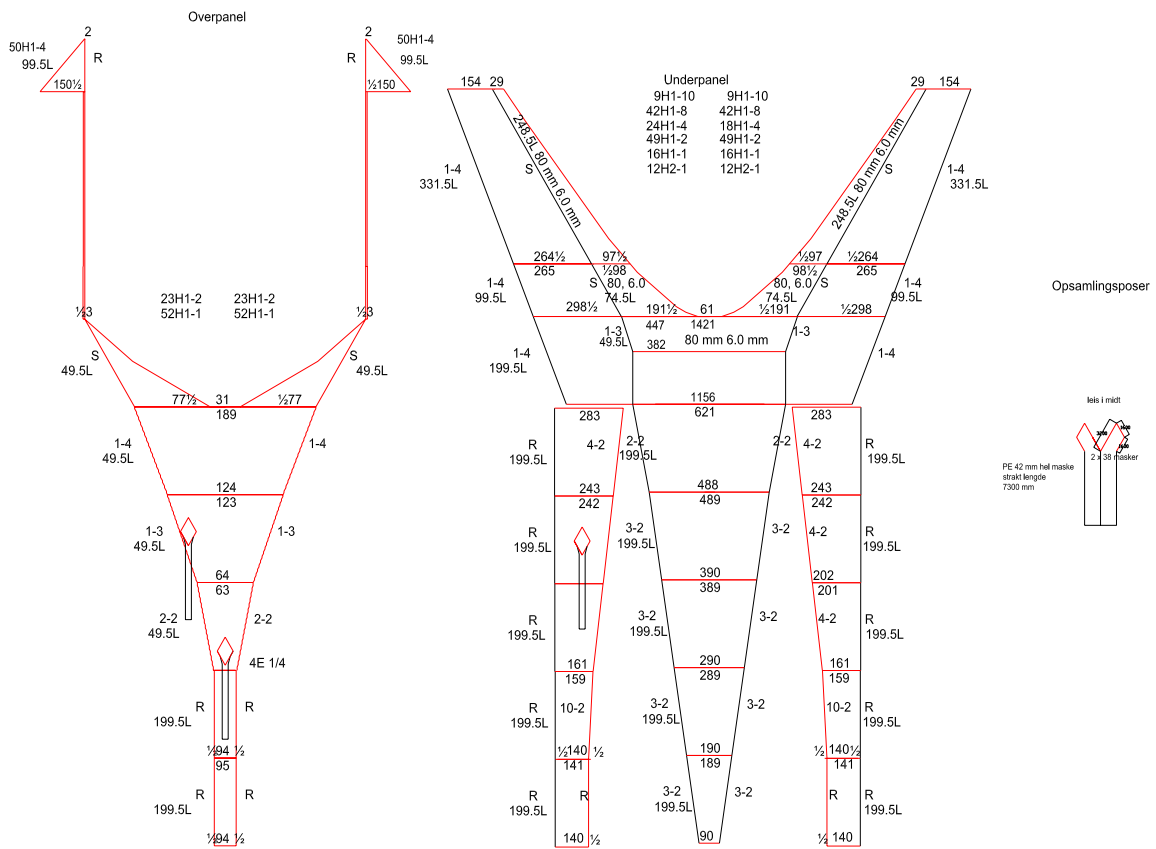 Overpanel
2
50H1-4
99.5L
R
150½
2
50H1-4
99.5L
R
½150
½3
½3
23H1-2 23H1-2
52H1-1 52H1-1
S
49.5L
S
49.5L
77½ 31 ½77
189
1-4
49.5L
1-4
124
123
1-3
49.5L
1-3
64
63
2-2
49.5L
2-2
4E 1/4
R R
199.5L
½94 ½
95
R R
199.5L
½94 ½
Underpanel
9H1-10 9H1-10
42H1-8 42H1-8
24H1-4 18H1-4
49H1-2 49H1-2
16H1-1 16H1-1
12H2-1 12H2-1
154 29
29 154
248.5L 80 mm 6.0 mm
S
248.5L 80 mm 6.0 mm
S
1-4
331.5L
1-4
331.5L
264½ 97½
265 ½98
½97 ½264
98½ 265
S 80, 6.0
74.5L
80, 6.0 S
74.5L
1-4
99.5L
1-4
99.5L
298½ 191½ 61 ½191 ½298
447 1421
1-3
49.5L
1-3
382
80 mm 6.0 mm
1-4
199.5L
1-4
1156
621
283
283
R
199.5L
4-2
2-2
199.5L
2-2
4-2
R
199.5L
243
242
488
489
243
242
R
199.5L
3-2
199.5L
3-2
4-2
R
199.5L
390
389
202
201
R
199.5L
3-2
199.5L
3-2
4-2
R
199.5L
161
159
290
289
161
159
R
199.5L
10-2
3-2
199.5L
3-2
10-2
R
199.5L
½140 ½
141
190
189
½ 140½
141
R
199.5L
R
3-2
199.5L
3-2
R
R
199.5L
140 ½
90
½ 140
Opsamlingsposer
leis i midt
2 x 38 masker
PE 42 mm hel maske
strakt lengde
7300 mm